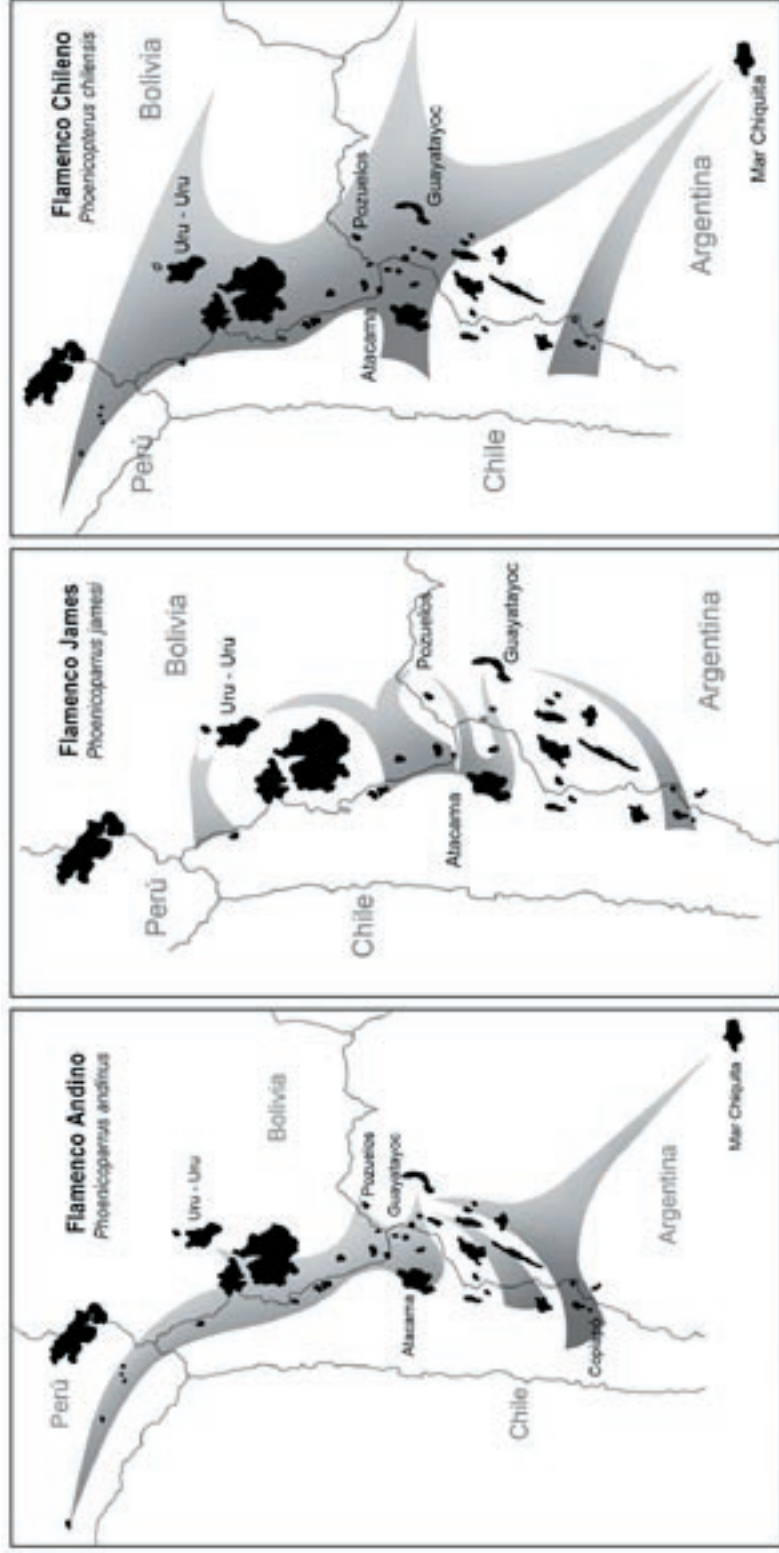 Flamenco Andino
Phoenicoparrus andinus
Perú
Uru - Uru
Bolivia
Pozuelos
Guayatayoc
Atacama
Chile
Copiapó
Argentina
Mar Chiquita
Flamenco James
Phoenicoparrus jamesi
Perú
Bolivia
Uru - Uru
Chile
Pozuelos
Atacama
Guayatayoc
Argentina
Flamenco Chileno
Phoenicopterus chilensis
Perú
Bolivia
Uru - Uru
Pozuelos
Atacama
Guayatayoc
Chile
Argentina
Mar Chiquita